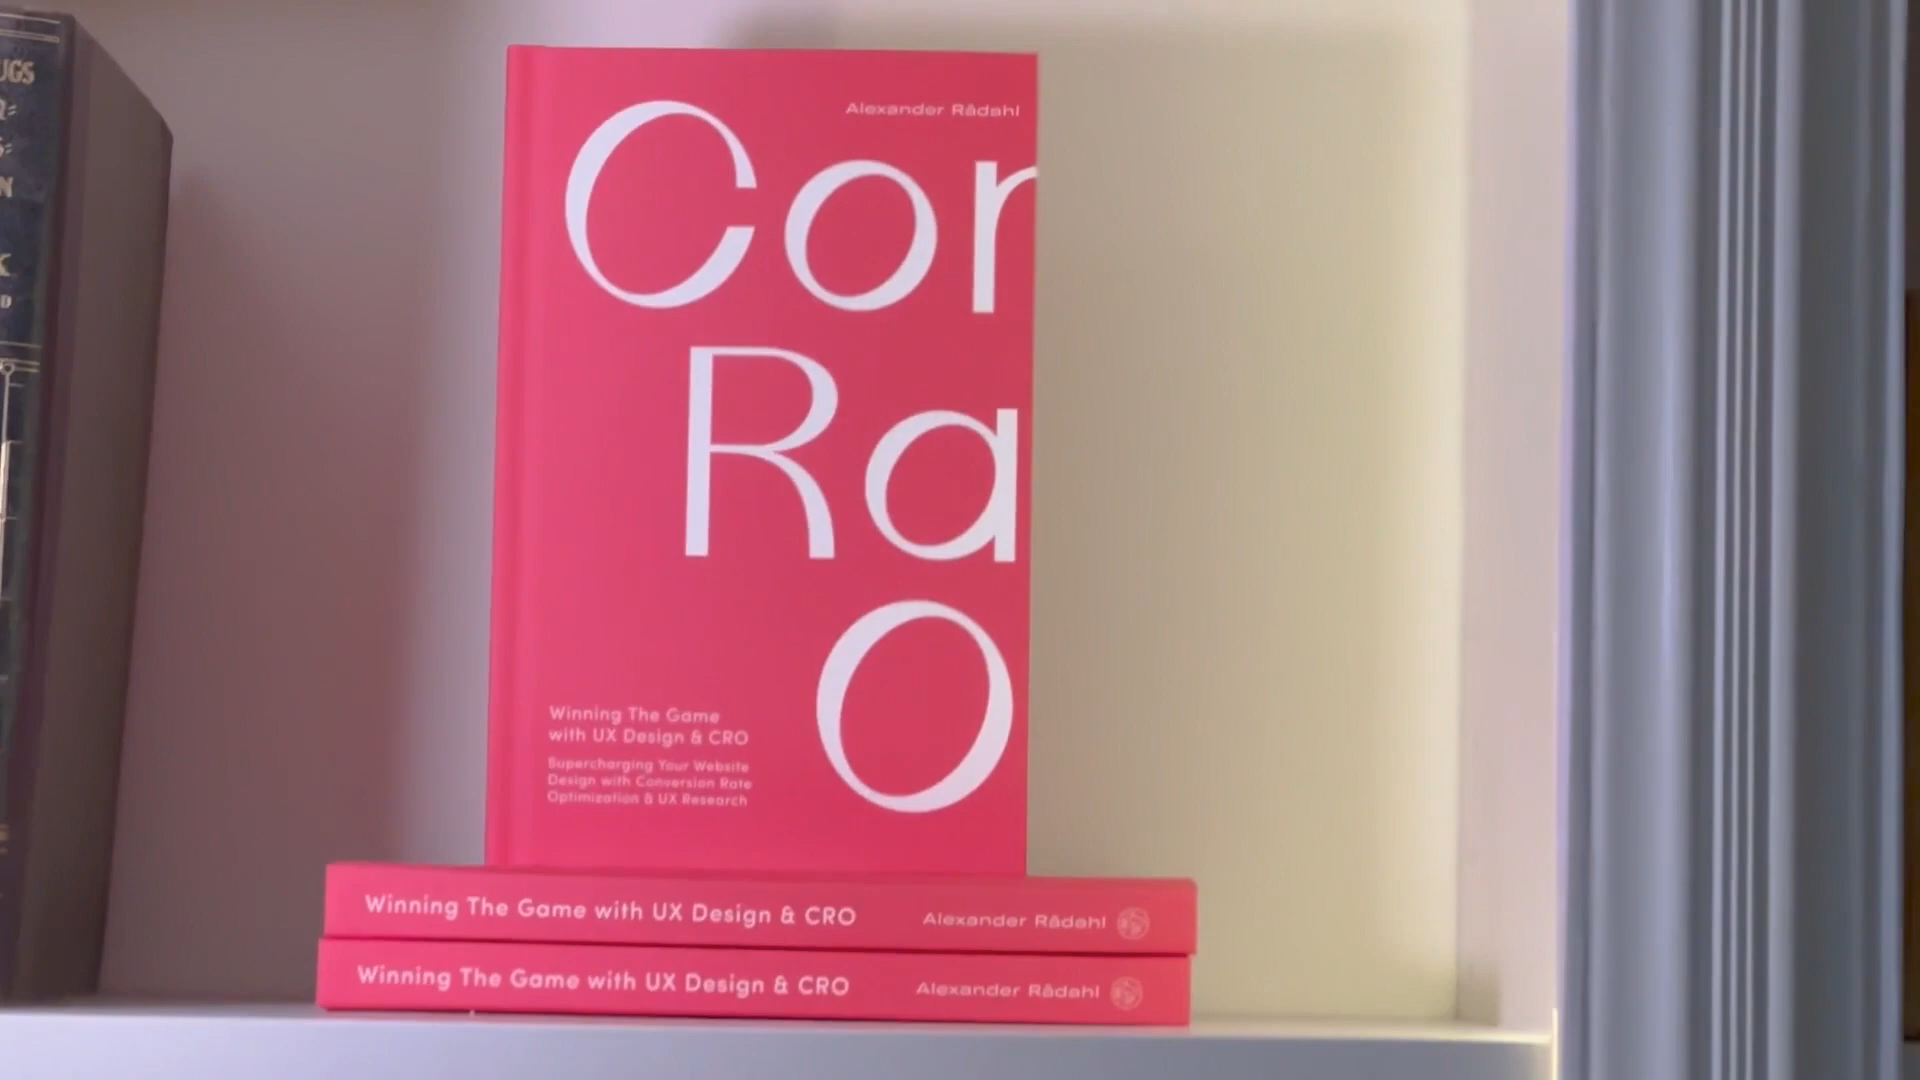 UGS
N
K
Alexander Rådahl
Con
Ra
O
Winning The Game
with UX Design & CRO
Supercharging Your Website
Design with Conversion Rate
Optimization & UX Research
Winning The Game with UX Design & CRO Alexander Rådahl
Winning The Game with UX Design & CRO Alexander Rådahl